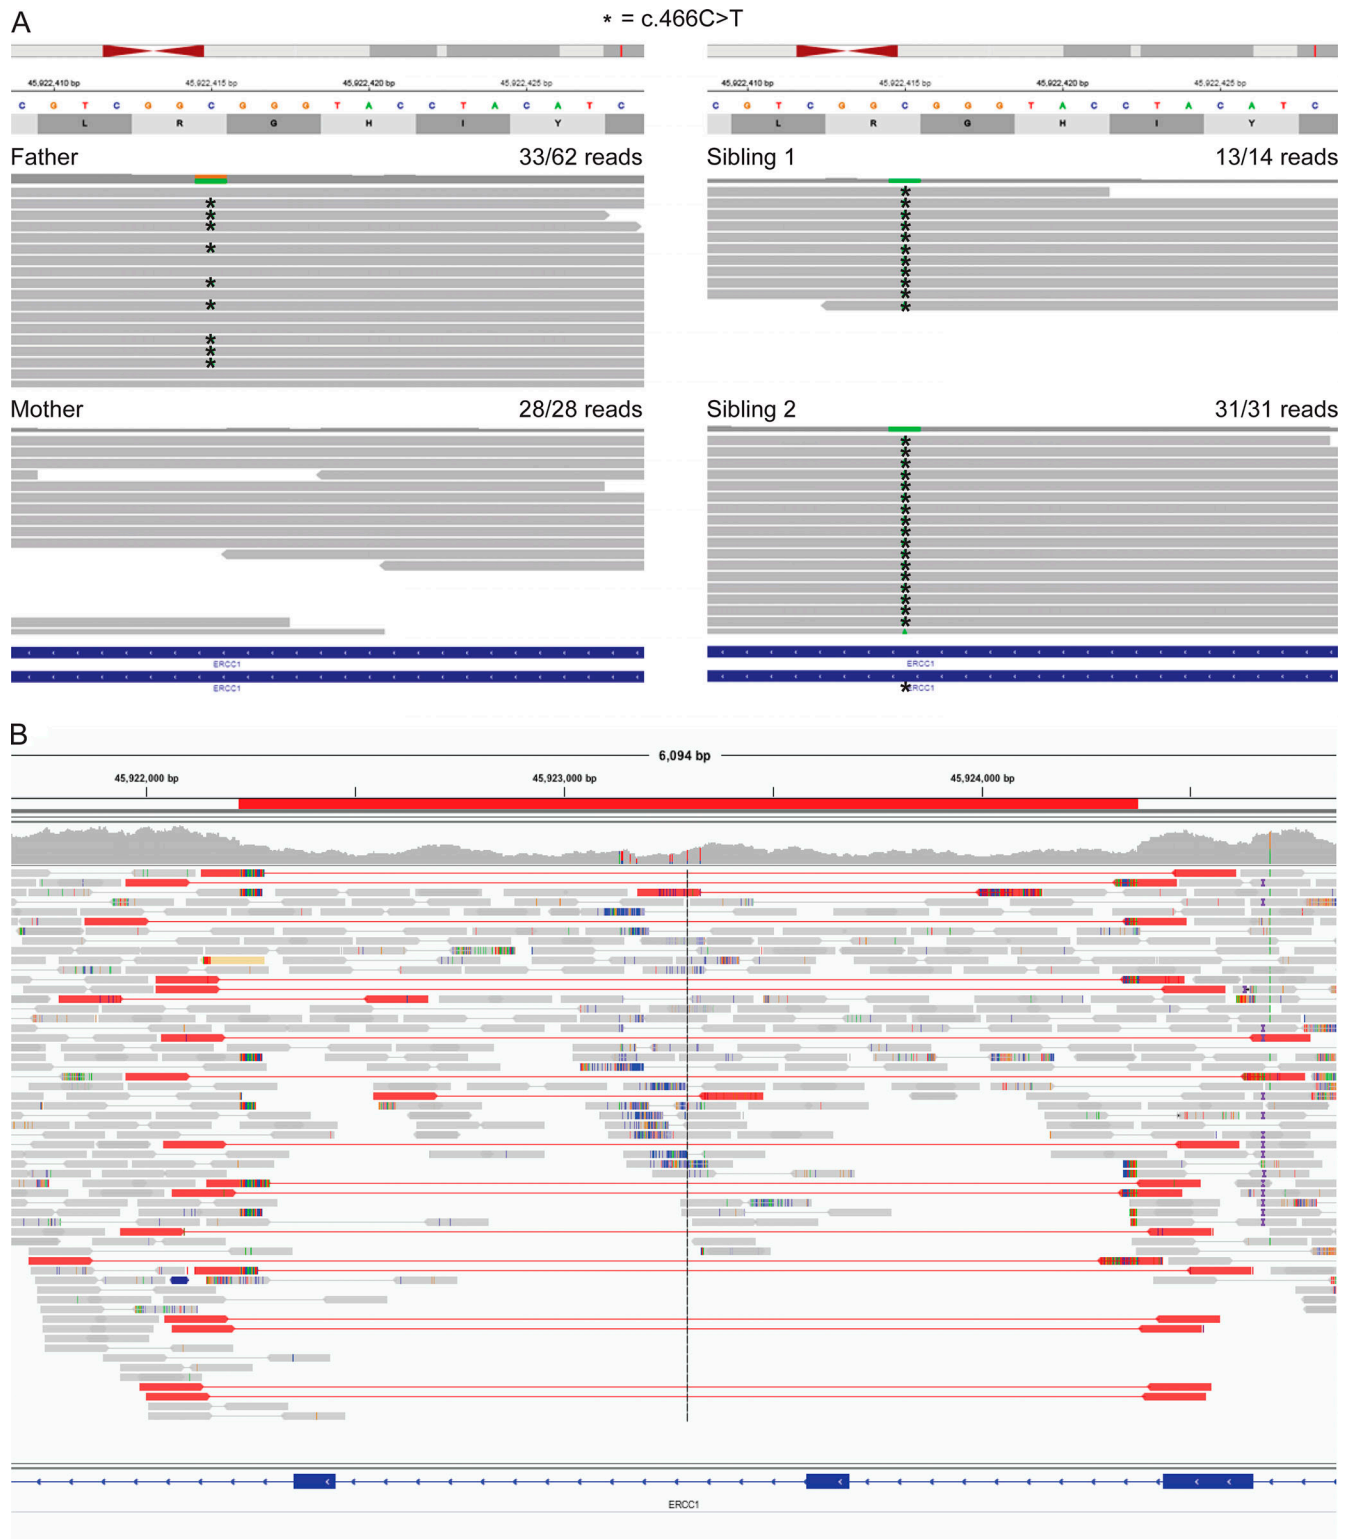 A
* = c.466C>T
45,922,410 bp 45,922,415 bp 45,922,420 bp 45,922,425 bp
C G T C G G C G G G T A C C T A C A T C
L R G H I Y
45,922,410 bp 45,922,415 bp 45,922,420 bp 45,922,425 bp
C G T C G G C G G G T A C C T A C A T C
L R G H I Y
Father 33/62 reads
Sibling 1 13/14 reads
Mother 28/28 reads
Sibling 2 31/31 reads
ERCC1
ERCC1
ERCC1
ERCC1
B
6,094 bp
45,922,000 bp 45,923,000 bp 45,924,000 bp
ERCC1